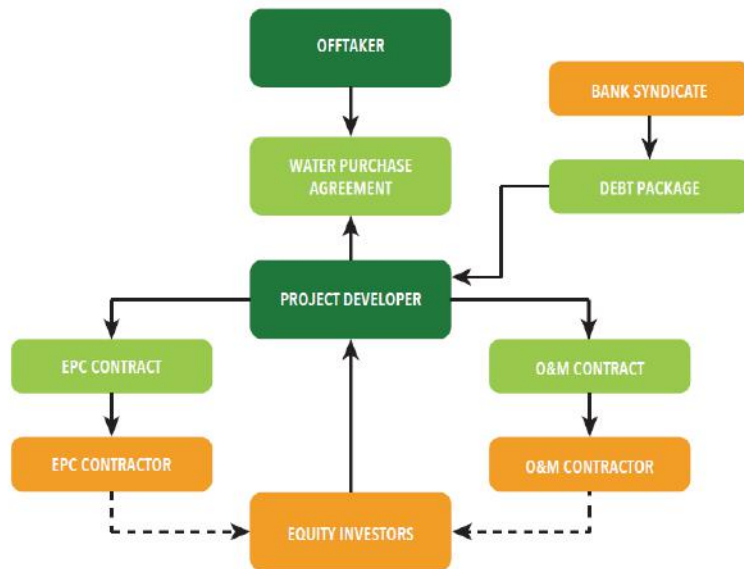 OFFTAKER
BANK SYNDICATE
WATER PURCHASE
AGREEMENT
DEBT PACKAGE
PROJECT DEVELOPER
EPC CONTRACT
O&M CONTRACT
EPC CONTRACTOR
O&M CONTRACTOR
EQUITY INVESTORS